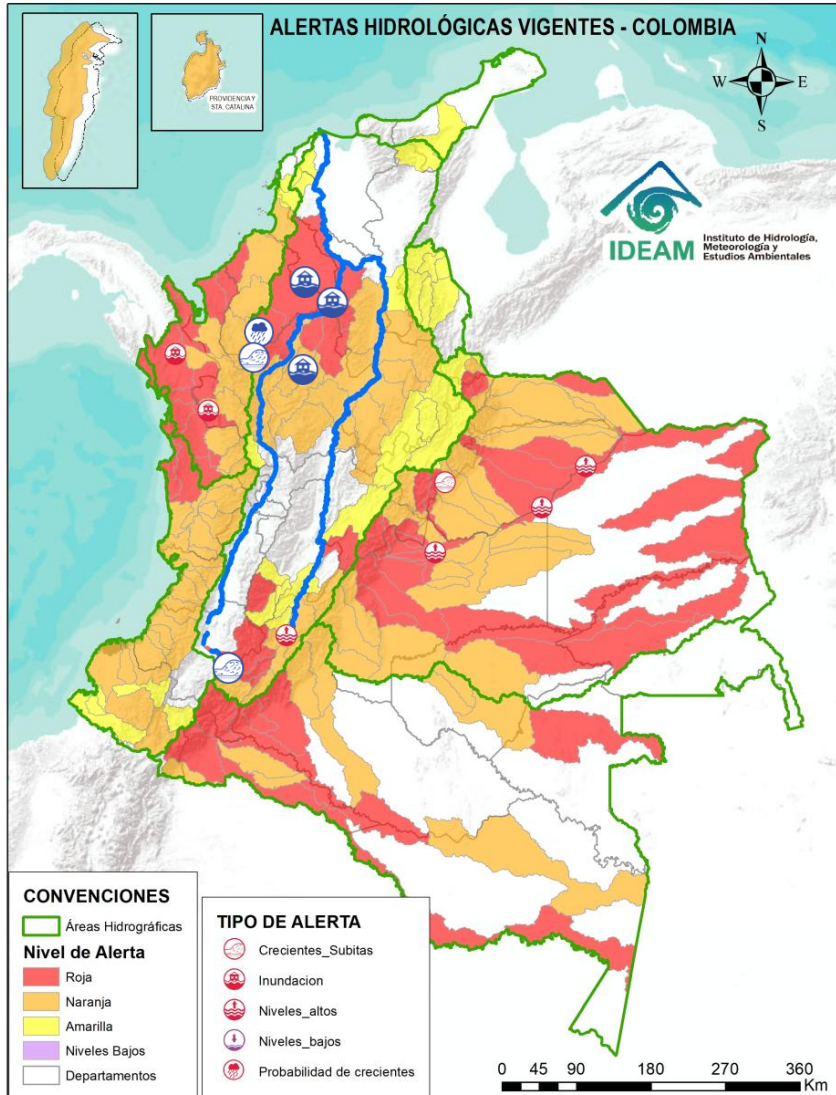 ALERTAS HIDROLÓGICAS VIGENTES - COLOMBIA
PROVIDENCIA Y
STA. CATALINA
N
W
E
S
IDEAM
Instituto de Hidrología,
Meteorología y
Estudios Ambientales
CONVENCIONES
Áreas Hidrográficas
Nivel de Alerta
Roja
Naranja
Amarilla
Niveles Bajos
Departamentos
TIPO DE ALERTA
Crecientes_Subitas
Inundacion
Niveles_altos
Niveles_bajos
Probabilidad de crecientes
0 45 90 180 270 360
Km